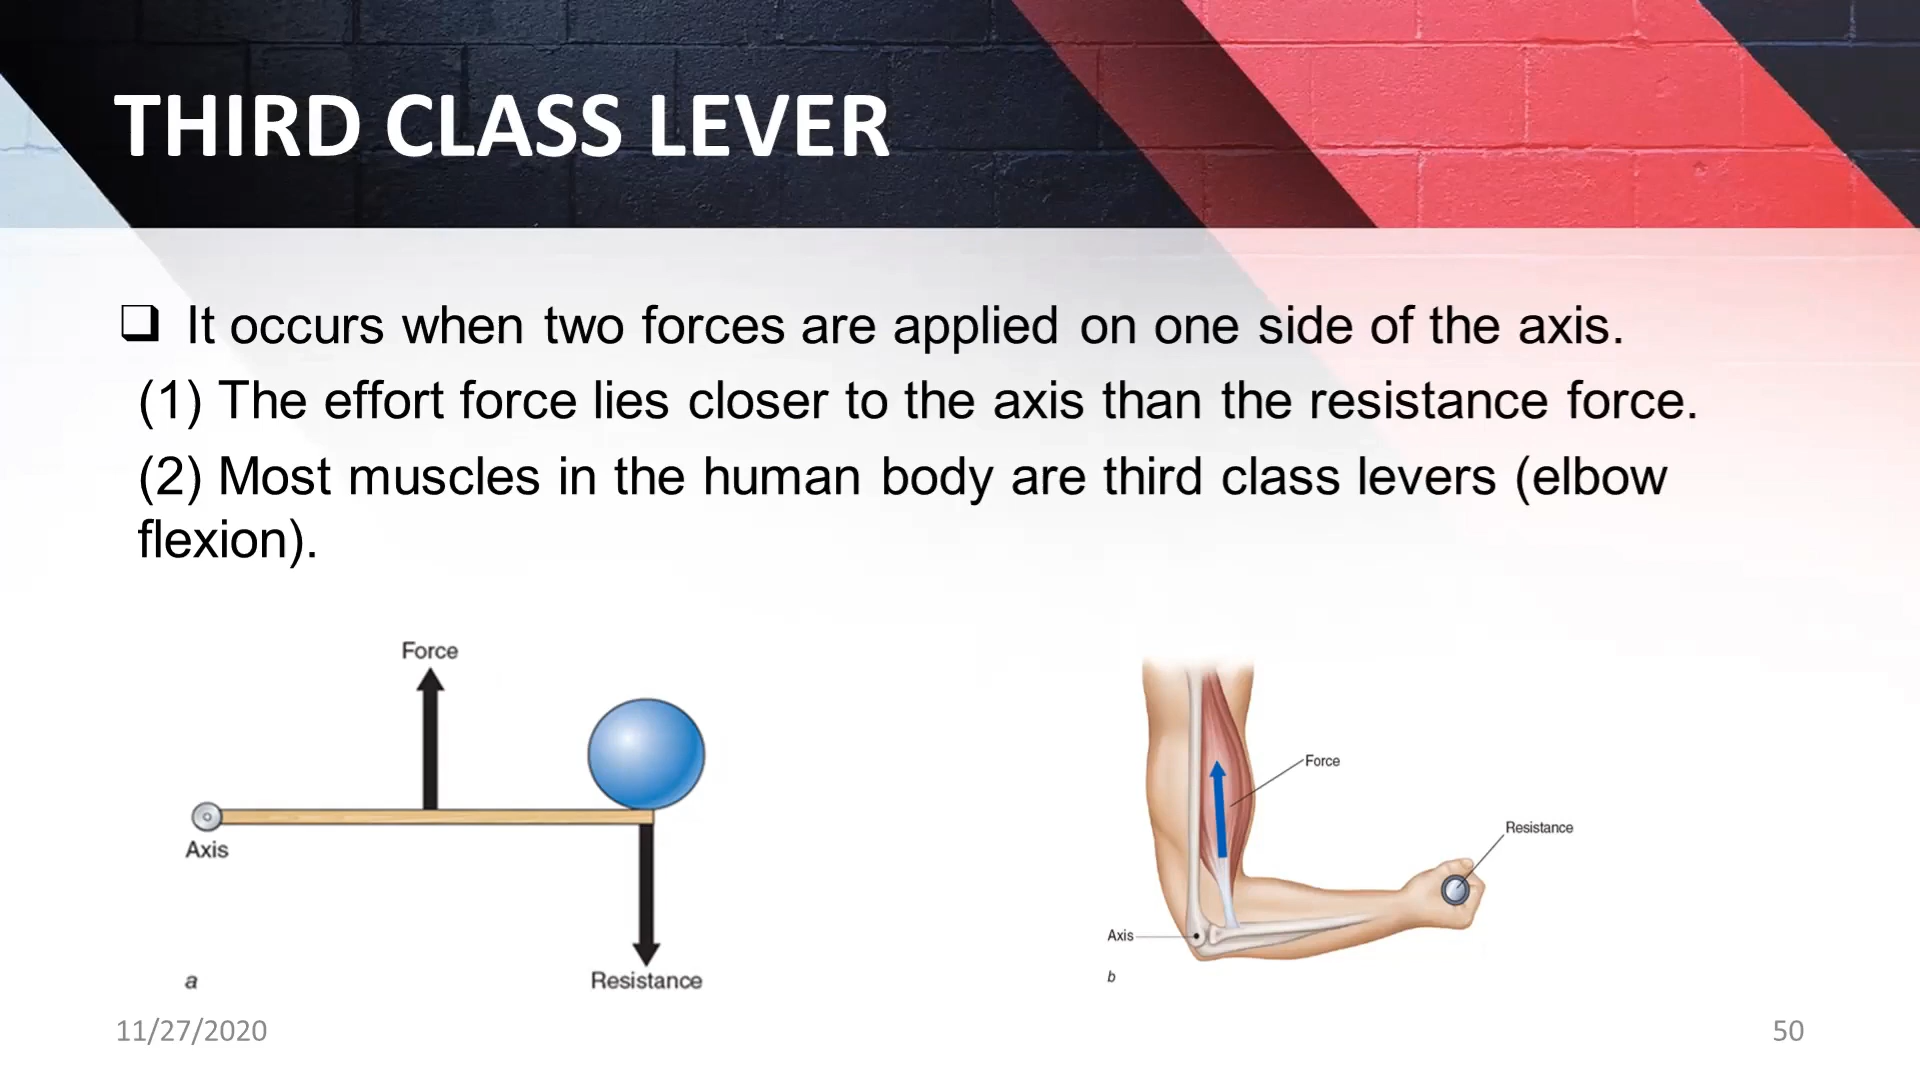 THIRD CLASS LEVER
❑ It occurs when two forces are applied on one side of the axis.
(1) The effort force lies closer to the axis than the resistance force.
(2) Most muscles in the human body are third class levers (elbow
flexion).
Force
Axis
Resistance
a
Force
Resistance
Axis
b
11/27/2020
50